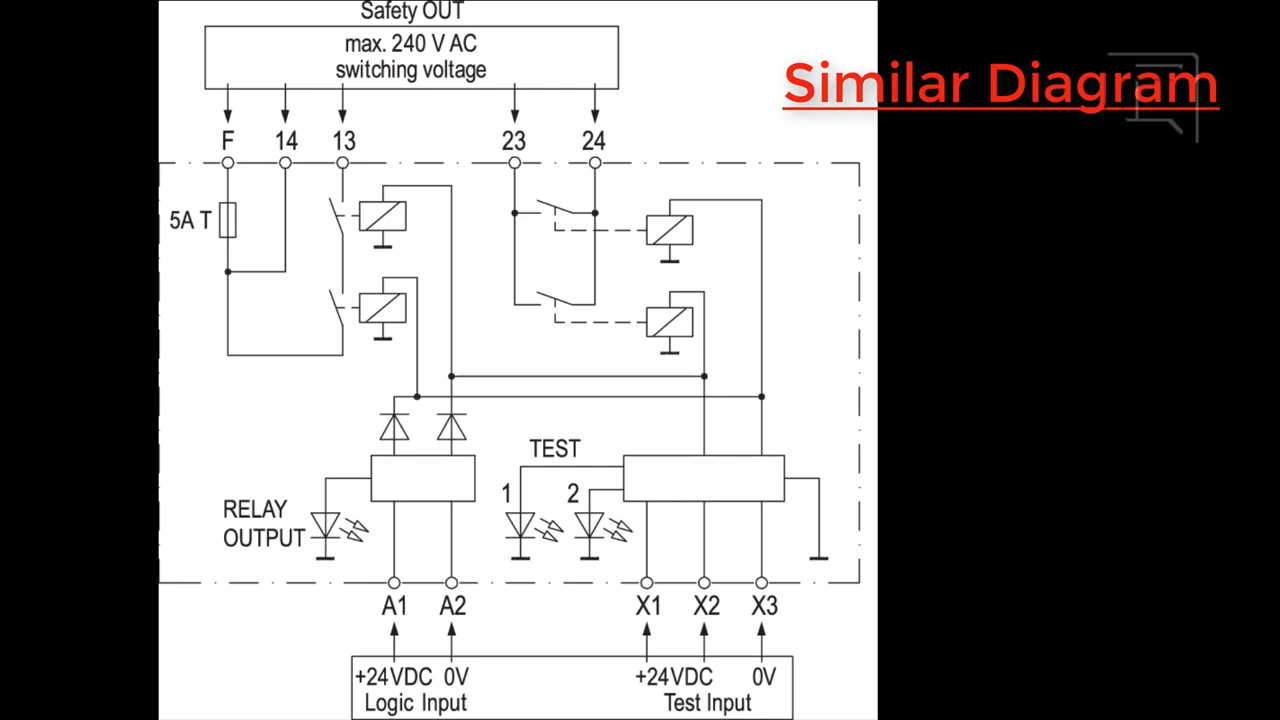 Safety OUT
max. 240 V AC
switching voltage
Similar Diagram
F 14 13 23 24
5A T
TEST
1 2
RELAY
OUTPUT
A1 A2 X1 X2 X3
+24VDC 0V +24VDC 0V
Logic Input Test Input